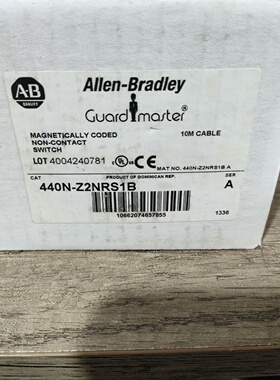 A-B
QUALITY
Allen-Bradley
Guardmaster®
MAGNETICALLY CODED
NON-CONTACT
SWITCH
10M CABLE
LOT 4004240781
MAT NO. 440N-Z2NRS1B A
CAT
PRODUCT OF DOMINICAN REP.
SER
440N-Z2NRS1B
A
10662074657855
1336